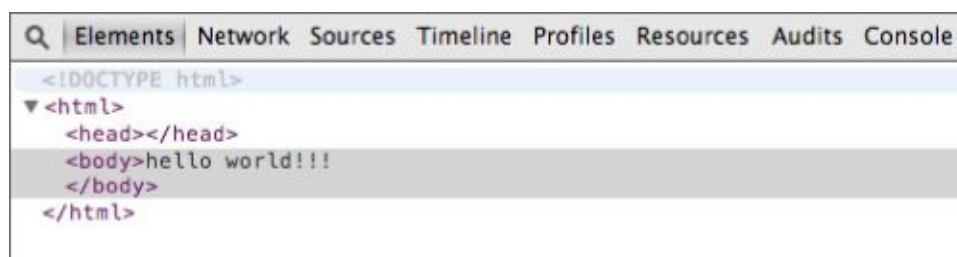 Elements Network Sources Timeline Profiles Resources Audits Console
<!DOCTYPE html>
<html>
<head></head>
<body>hello world!!!
</body>
</html>